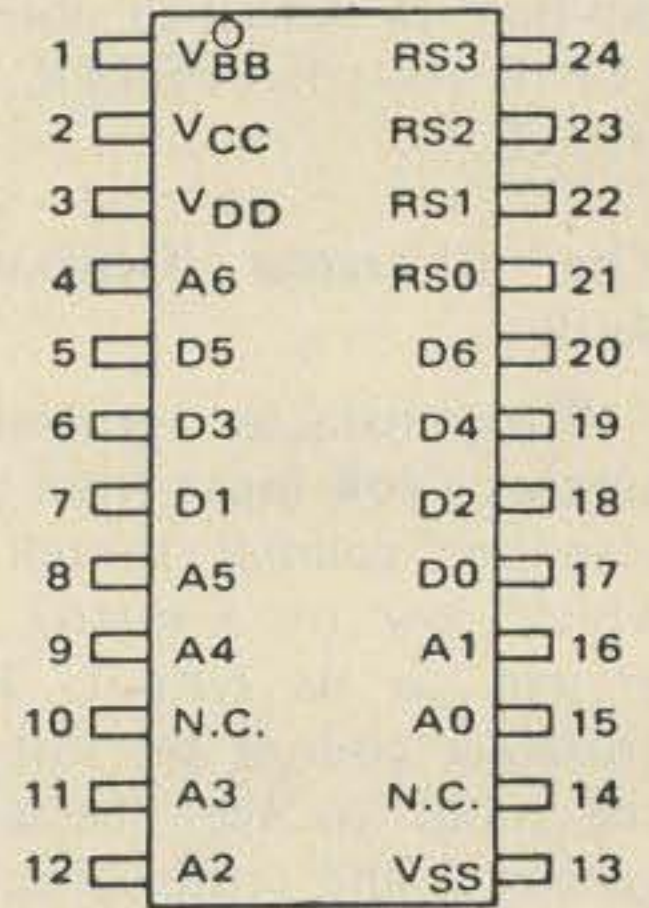 1 VBB RS3 24
2 VCC RS2 23
3 VDD RS1 22
4 A6 RS0 21
5 D5 D6 20
6 D3 D4 19
7 D1 D2 18
8 A5 D0 17
9 A4 A1 16
10 N.C. A0 15
11 A3 N.C. 14
12 A2 VSS 13